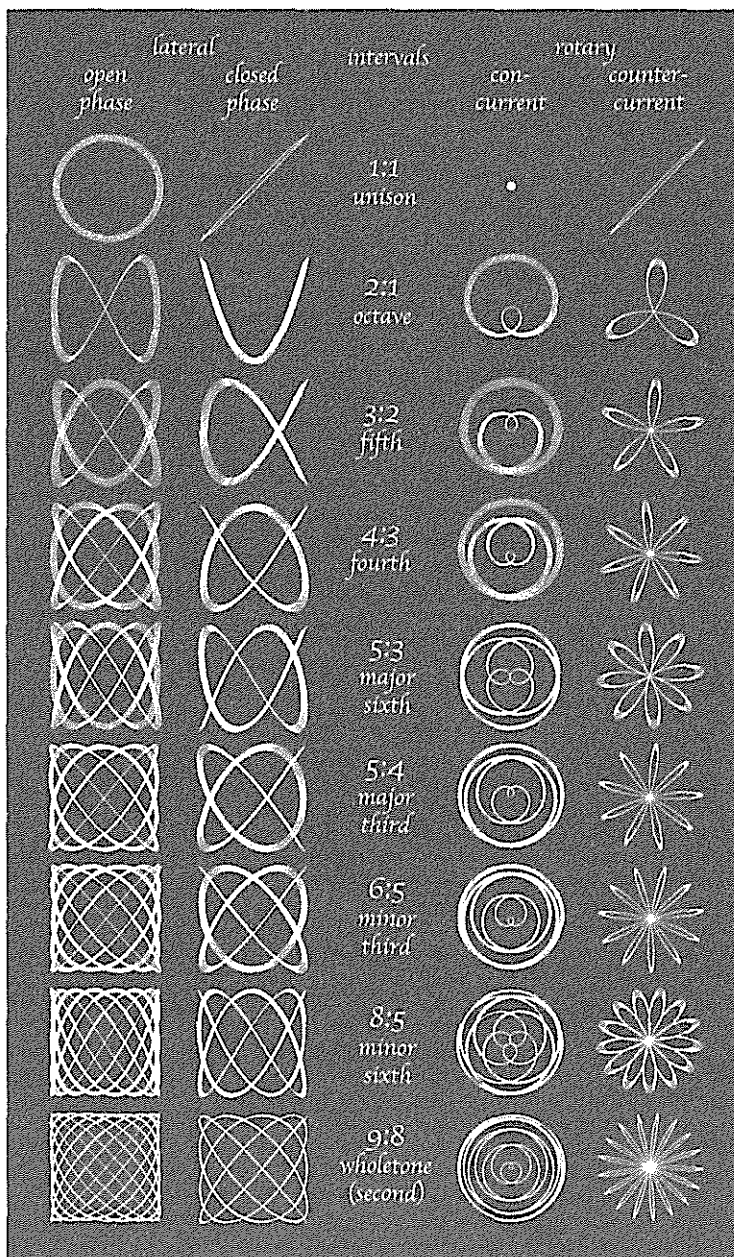 lateral
intervals
rotary
open
phase
closed
phase
con-
current
counter-
current
1:1
unison
2:1
octave
3:2
fifth
4:3
fourth
5:3
major
sixth
5:4
major
third
6:5
minor
third
8:5
minor
sixth
9:8
wholetone
(second)